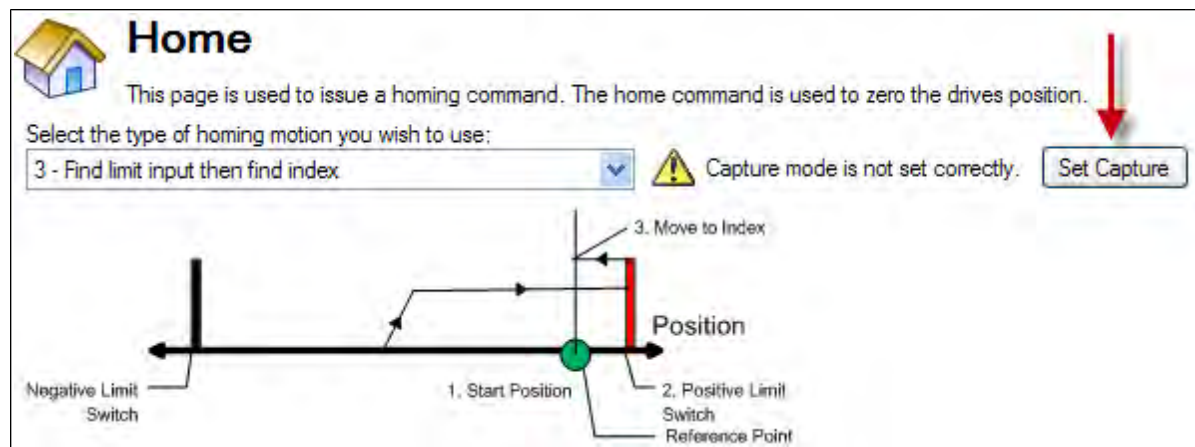 Home
This page is used to issue a homing command. The home command is used to zero the drives position.
Select the type of homing motion you wish to use:
3 - Find limit input then find index
Capture mode is not set correctly.
Set Capture
3. Move to Index
Position
Negative Limit
Switch
1. Start Position
2. Positive Limit
Switch
Reference Point